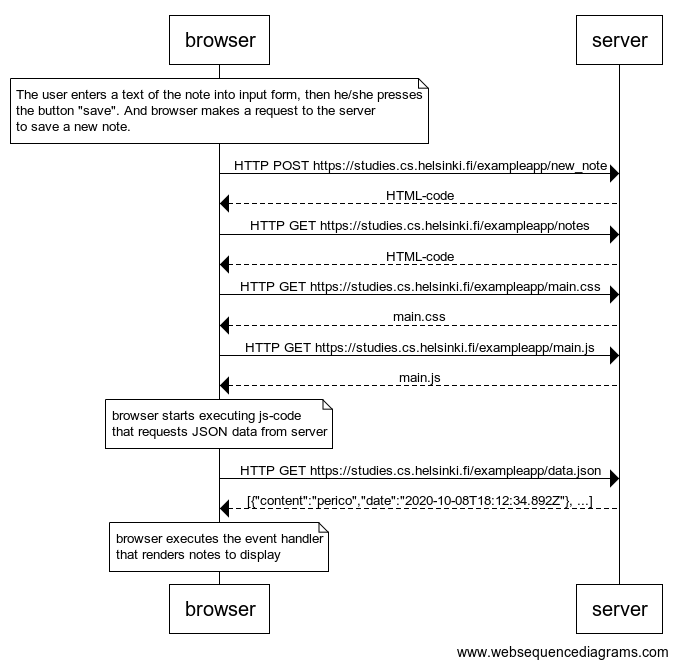 browser
server
The user enters a text of the note into input form, then he/she presses
the button "save". And browser makes a request to the server
to save a new note.
HTTP POST https://studies.cs.helsinki.fi/exampleapp/new_note
HTML-code
HTTP GET https://studies.cs.helsinki.fi/exampleapp/notes
HTML-code
HTTP GET https://studies.cs.helsinki.fi/exampleapp/main.css
main.css
HTTP GET https://studies.cs.helsinki.fi/exampleapp/main.js
main.js
browser starts executing js-code
that requests JSON data from server
HTTP GET https://studies.cs.helsinki.fi/exampleapp/data.json
[{"content":"perico","date":"2020-10-08T18:12:34.892Z"}, ...]
browser executes the event handler
that renders notes to display
browser
server
www.websequencediagrams.com